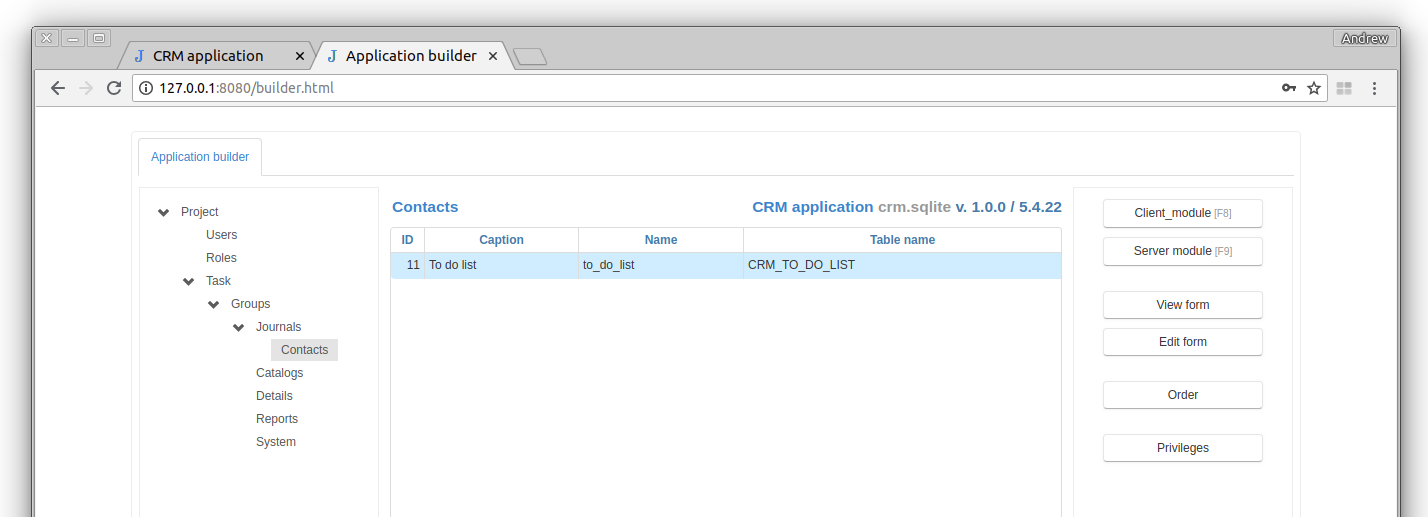 Andrew
CRM application
Application builder
127.0.0.1:8080/builder.html
Application builder
Project
Users
Roles
Task
Groups
Journals
Contacts
Catalogs
Details
Reports
System
Contacts CRM application crm.sqlite v. 1.0.0 / 5.4.22
ID Caption Name Table name
11 To do list to_do_list CRM_TO_DO_LIST
Client_module [F8]
Server module [F9]
View form
Edit form
Order
Privileges